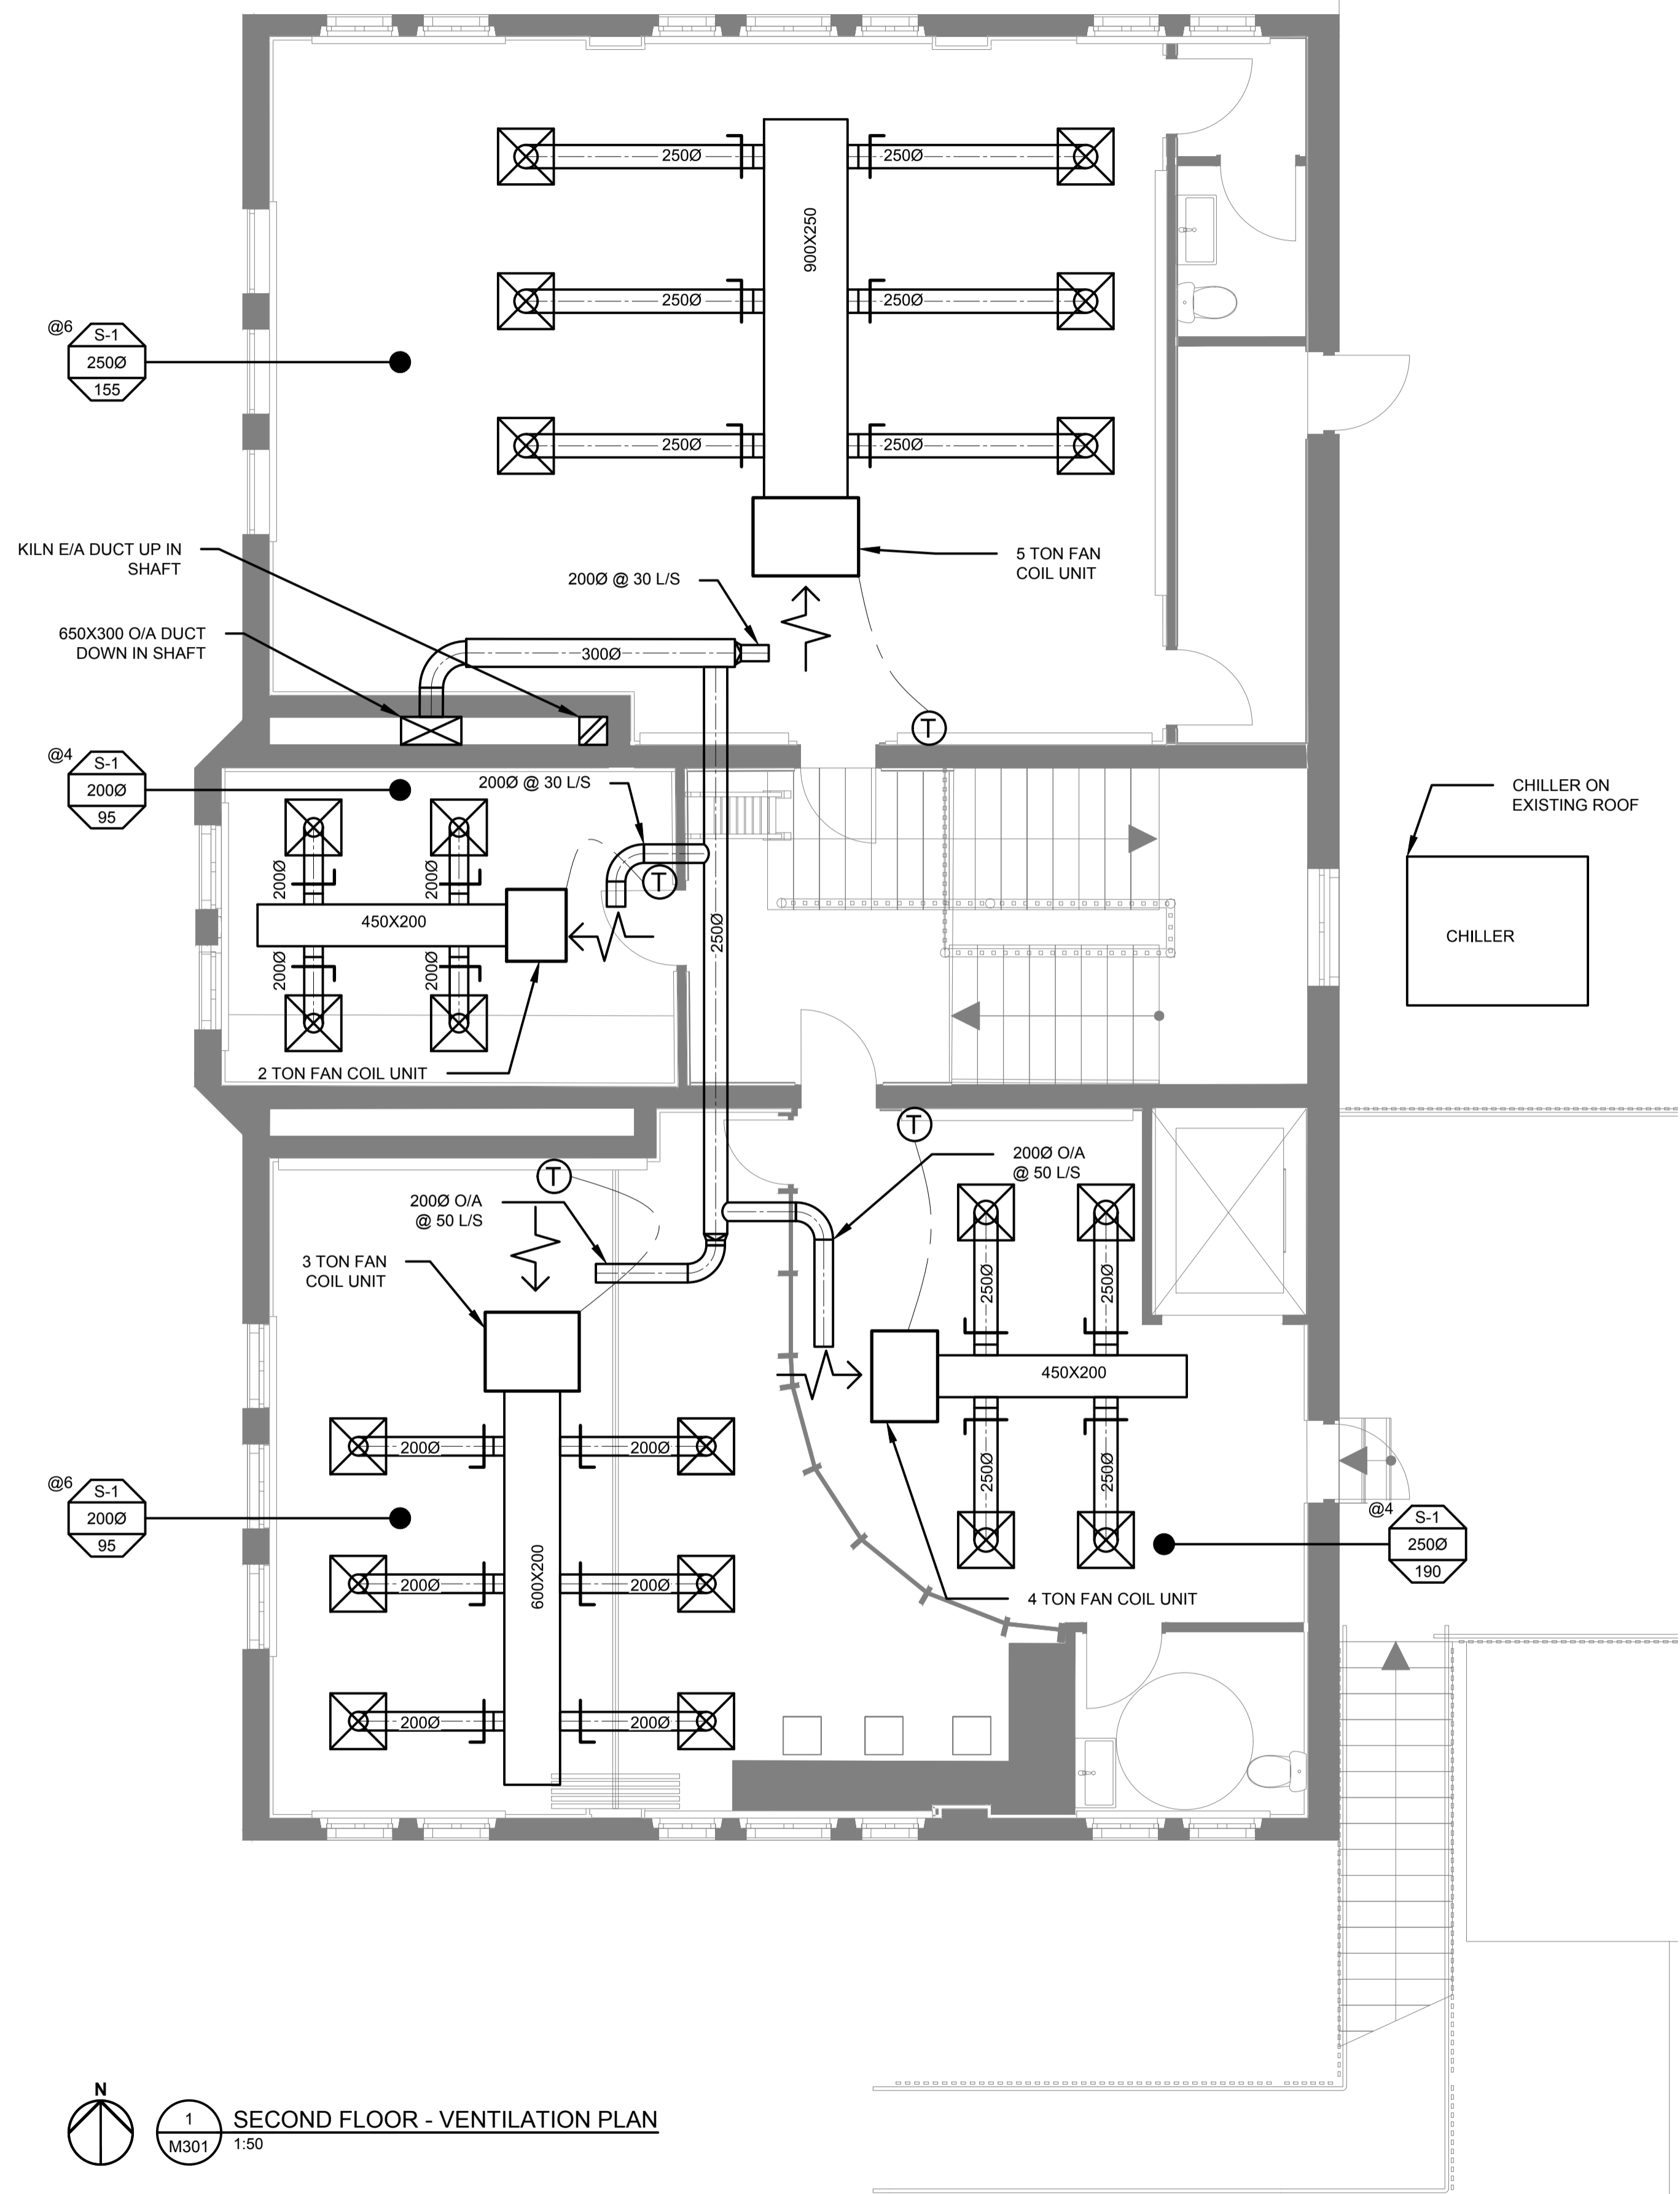 250Ø
250Ø
900X250
250Ø
250Ø
250Ø
250Ø
@6
S-1
250Ø
155
KILN E/A DUCT UP IN
SHAFT
650X300 O/A DUCT
DOWN IN SHAFT
200Ø @ 30 L/S
5 TON FAN
COIL UNIT
300Ø
T
@4
S-1
200Ø
95
200Ø @ 30 L/S
T
200Ø
200Ø
450X200
200Ø
200Ø
250Ø
2 TON FAN COIL UNIT
CHILLER ON
EXISTING ROOF
CHILLER
T
T
200Ø O/A
@ 50 L/S
200Ø O/A
@ 50 L/S
3 TON FAN
COIL UNIT
250Ø
250Ø
450X200
250Ø
250Ø
200Ø
200Ø
@6
S-1
200Ø
95
@4
S-1
250Ø
190
600X200
200Ø
200Ø
4 TON FAN COIL UNIT
200Ø
200Ø
N
1
M301
SECOND FLOOR - VENTILATION PLAN
1:50